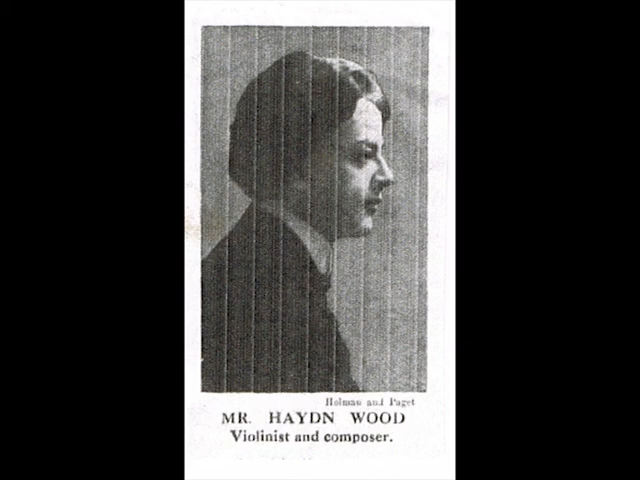 Holman and Paget
MR. HAYDN WOOD
Violinist and composer.